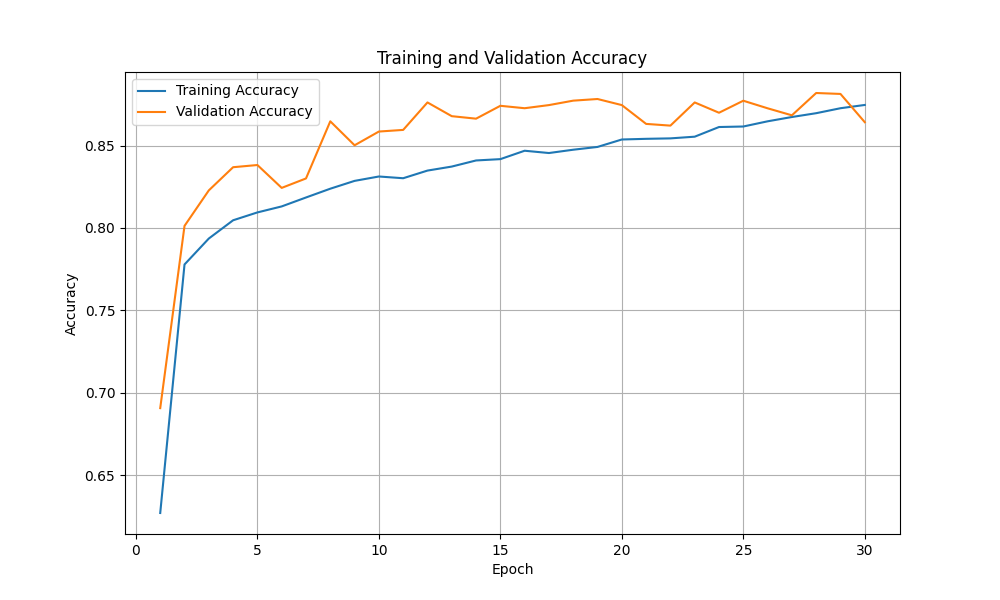 Training and Validation Accuracy
Training Accuracy
Validation Accuracy
0.85
0.80
0.75
0.70
0.65
Accuracy
0 5 10 15 20 25 30
Epoch